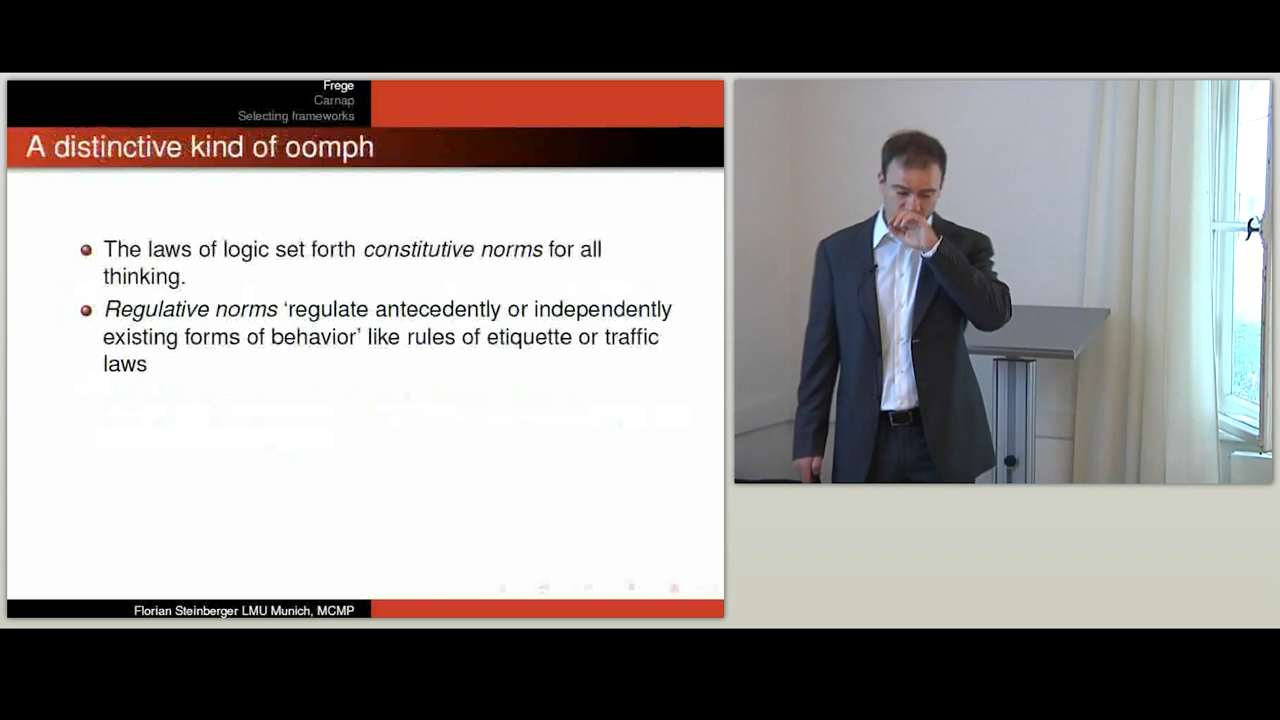 Frege
Carnap
Selecting frameworks
A distinctive kind of oomph
The laws of logic set forth constitutive norms for all
thinking.
Regulative norms ‘regulate antecedently or independently
existing forms of behavior’ like rules of etiquette or traffic
laws
Florian Steinberger LMU Munich, MCMP